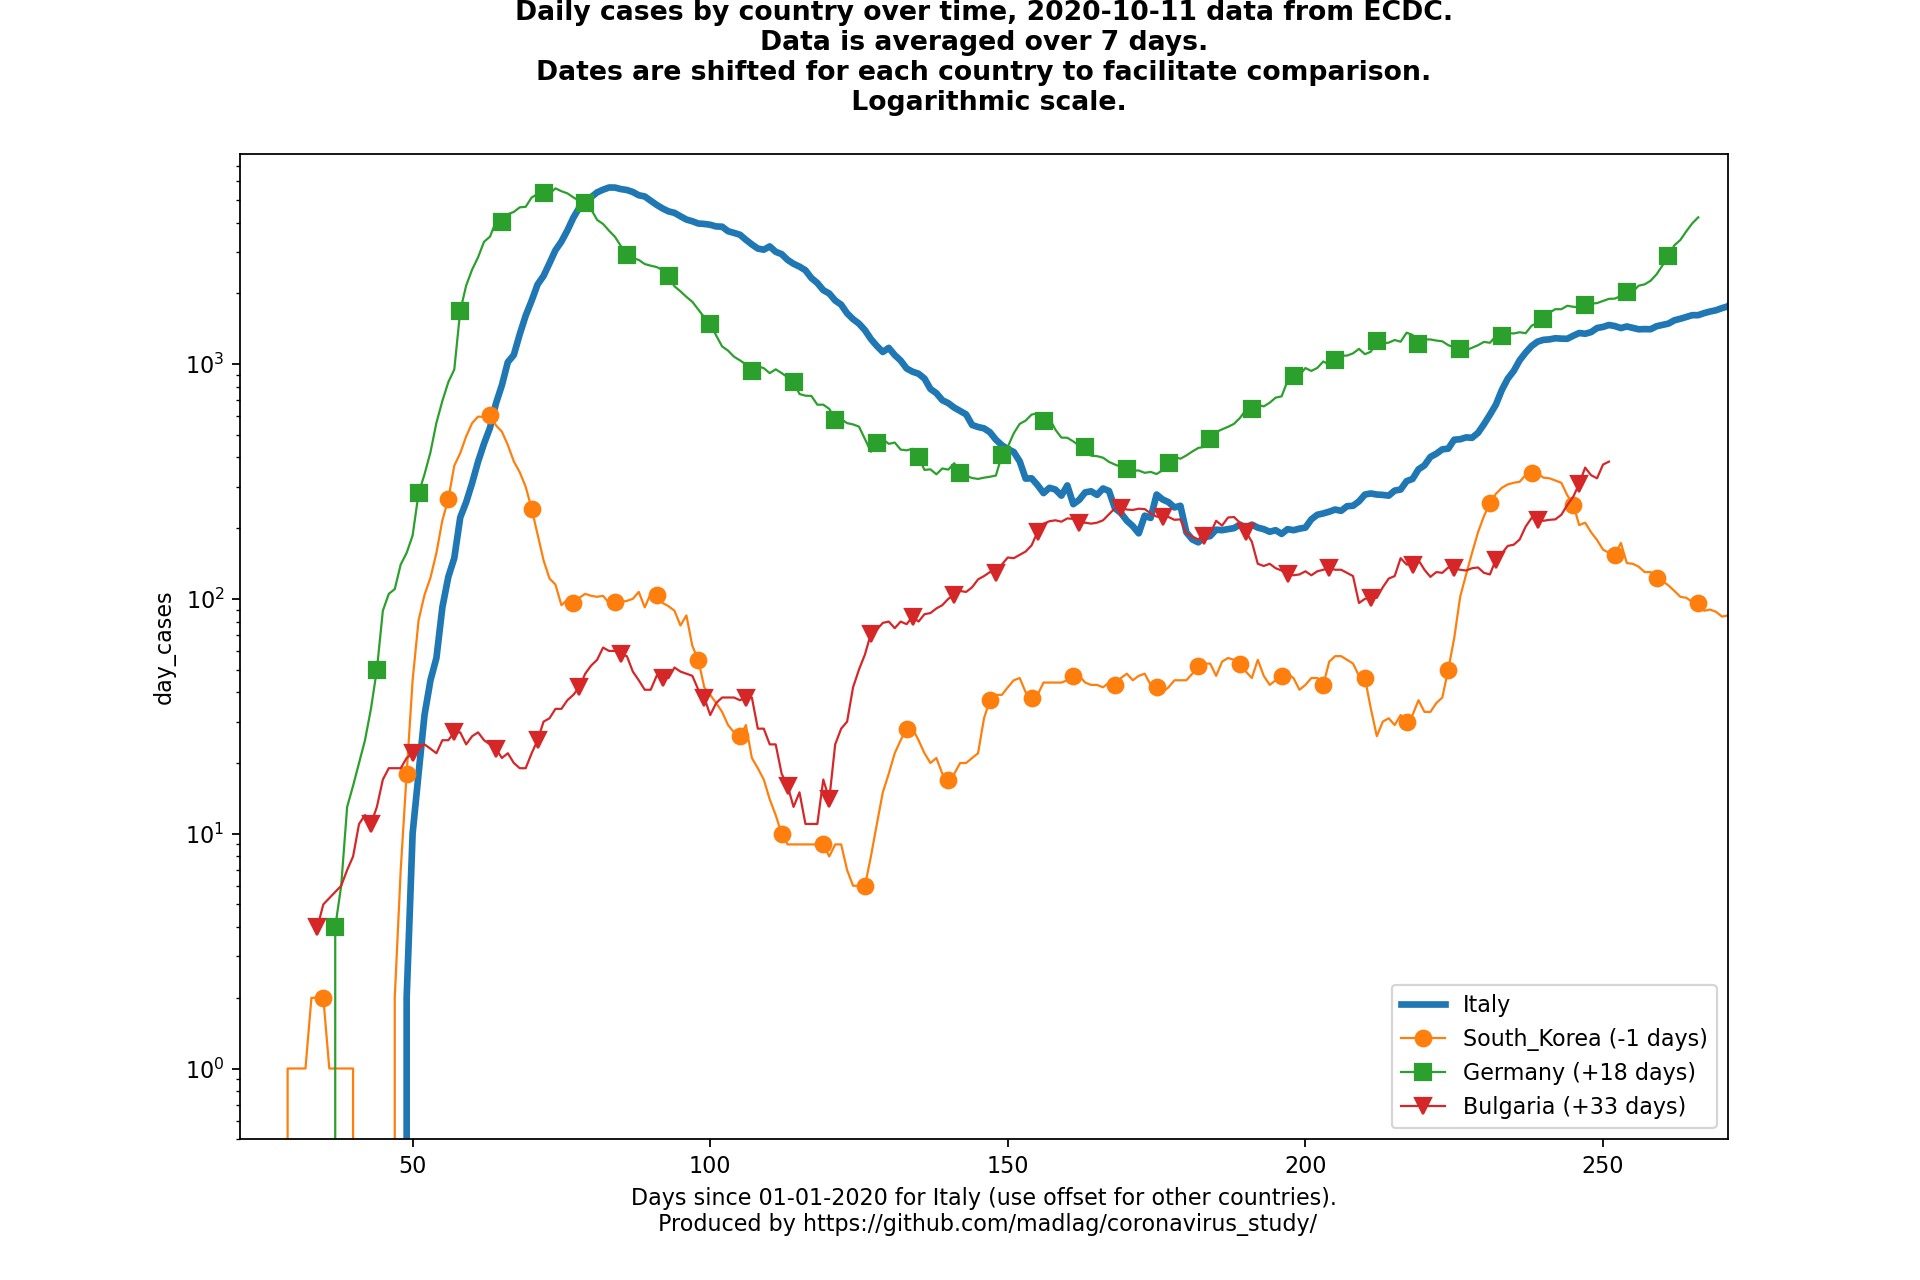 Daily cases by country over time, 2020-10-11 data from ECDC.
Data is averaged over 7 days.
Dates are shifted for each country to facilitate comparison.
Logarithmic scale.
day_cases
10³
10²
10¹
10⁰
Italy
South_Korea (-1 days)
Germany (+18 days)
Bulgaria (+33 days)
50 100 150 200 250
Days since 01-01-2020 for Italy (use offset for other countries).
Produced by https://github.com/madlag/coronavirus_study/